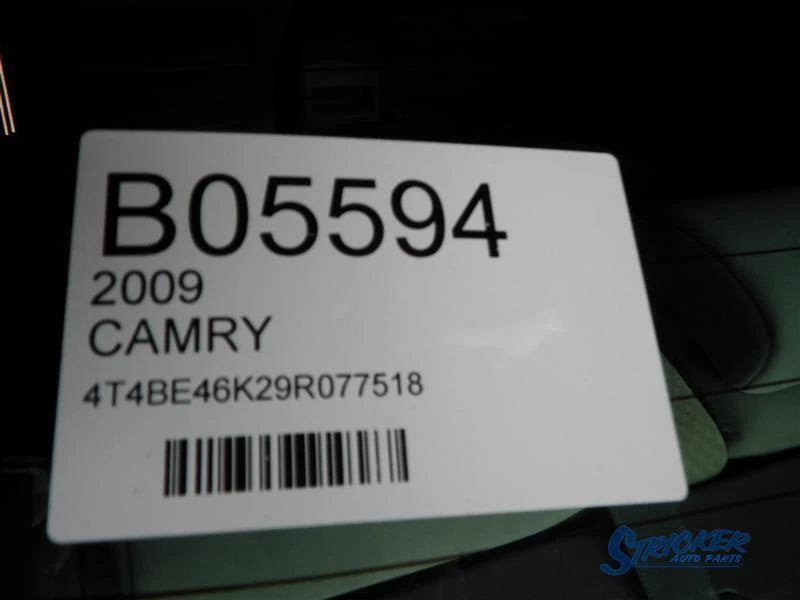 B05594
2009
CAMRY
4T4BE46K29R077518
STRICKER
AUTO PARTS